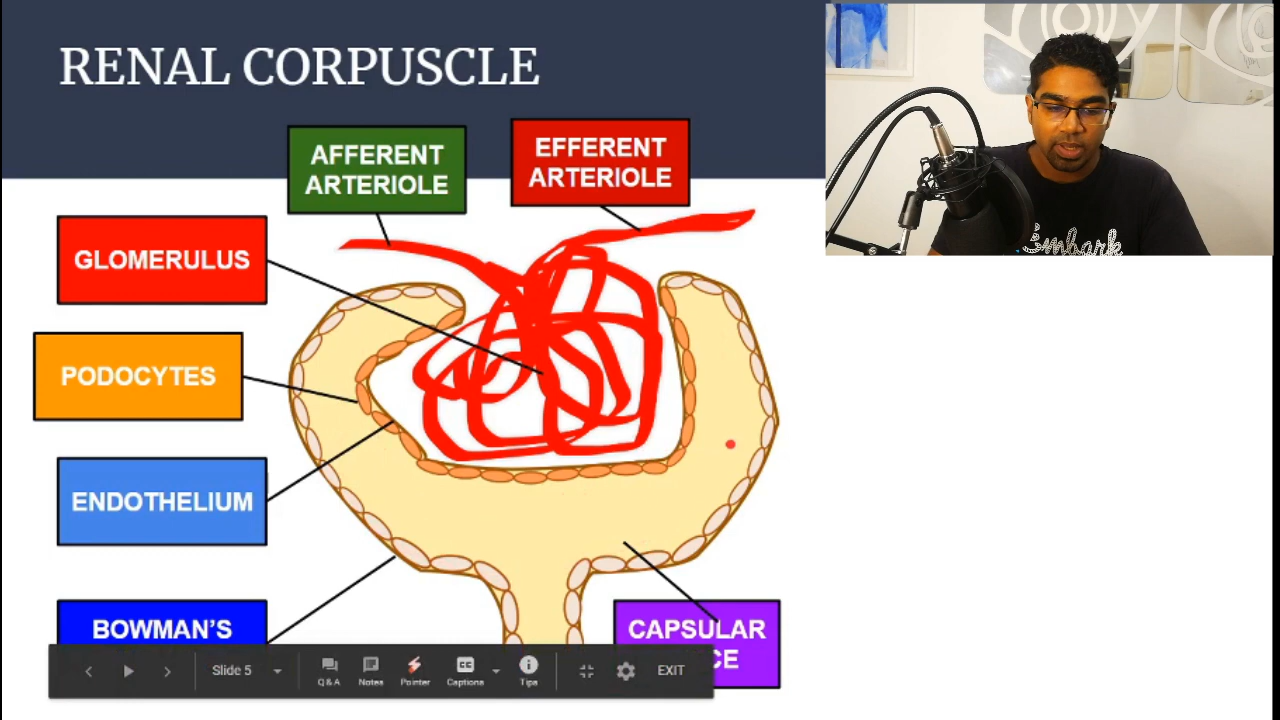 RENAL CORPUSCLE
AFFERENT
ARTERIOLE
EFFERENT
ARTERIOLE
GLOMERULUS
PODOCYTES
ENDOTHELIUM
BOWMAN'S
CAPSULAR
CE
Embark
Slide 5
Q&A
Notes
Pointer
Captions
Tips
EXIT